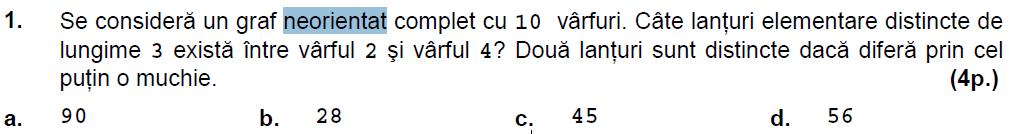 1. Se consideră un graf neorientat complet cu 10 vârfuri. Câte lanțuri elementare distincte de
lungime 3 există între vârful 2 şi vârful 4? Două lanțuri sunt distincte dacă diferă prin cel
puțin o muchie. (4p.)
a. 90 b. 28 c. 45 d. 56